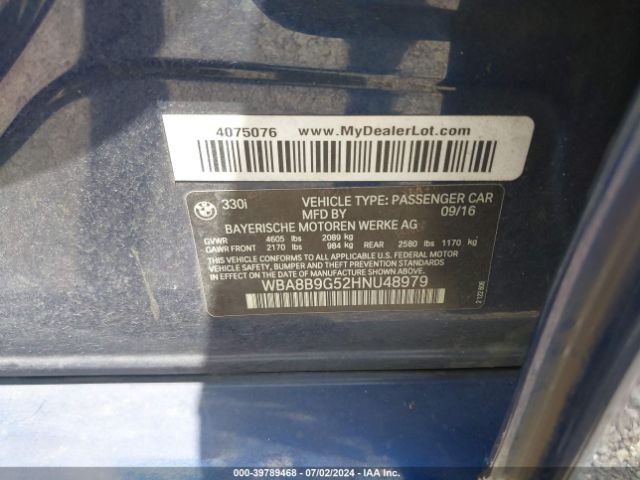 4075076 www.MyDealerLot.com
330i VEHICLE TYPE: PASSENGER CAR
MFD BY 09/16
BAYERISCHE MOTOREN WERKE AG
GVWR 4605 lbs 2089 kg
GAWR FRONT 2170 lbs 984 kg REAR 2580 lbs 1170 kg
THIS VEHICLE CONFORMS TO ALL APPLICABLE U.S. FEDERAL MOTOR
VEHICLE SAFETY, BUMPER AND THEFT PREVENTION STANDARDS
IN EFFECT ON THE DATE OF MANUFACTURE SHOWN ABOVE.
WBA8B9G52HNU48979
000-39789468 - 07/02/2024 - IAAI.COM